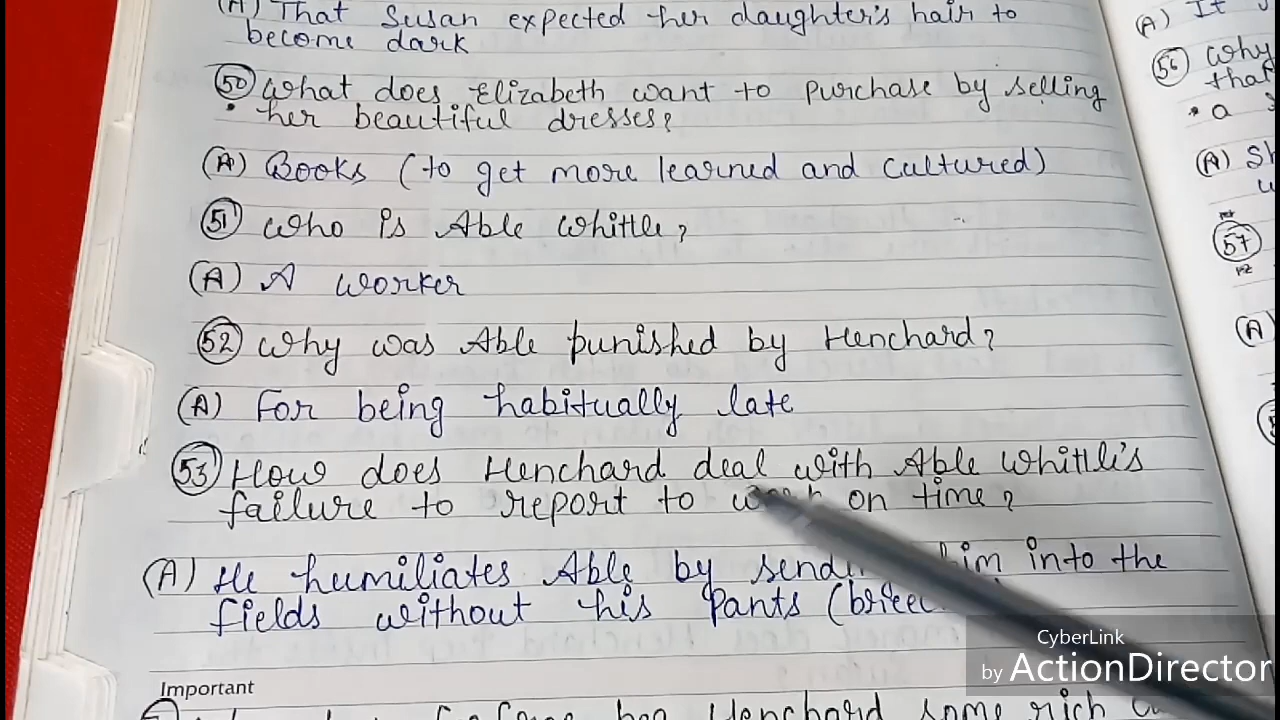 (A) That Susan expected her daughter's hair to
become dark
50 What does Elizabeth want to purchase by selling
her beautiful dresses?
(A) Books (to get more learned and cultured)
51 Who is Able Whittle?
(A) A worker
52 Why was Able punished by Henchard?
(A) For being habitually late
53 How does Henchard deal with Able Whittle's
failure to report to work on time?
(A) He humiliates Able by him into the
fields without his pants
Important
Henchard some rich
(A) It
56 Why
that
* a
(A)
57
(A)
CyberLink
by ActionDirector